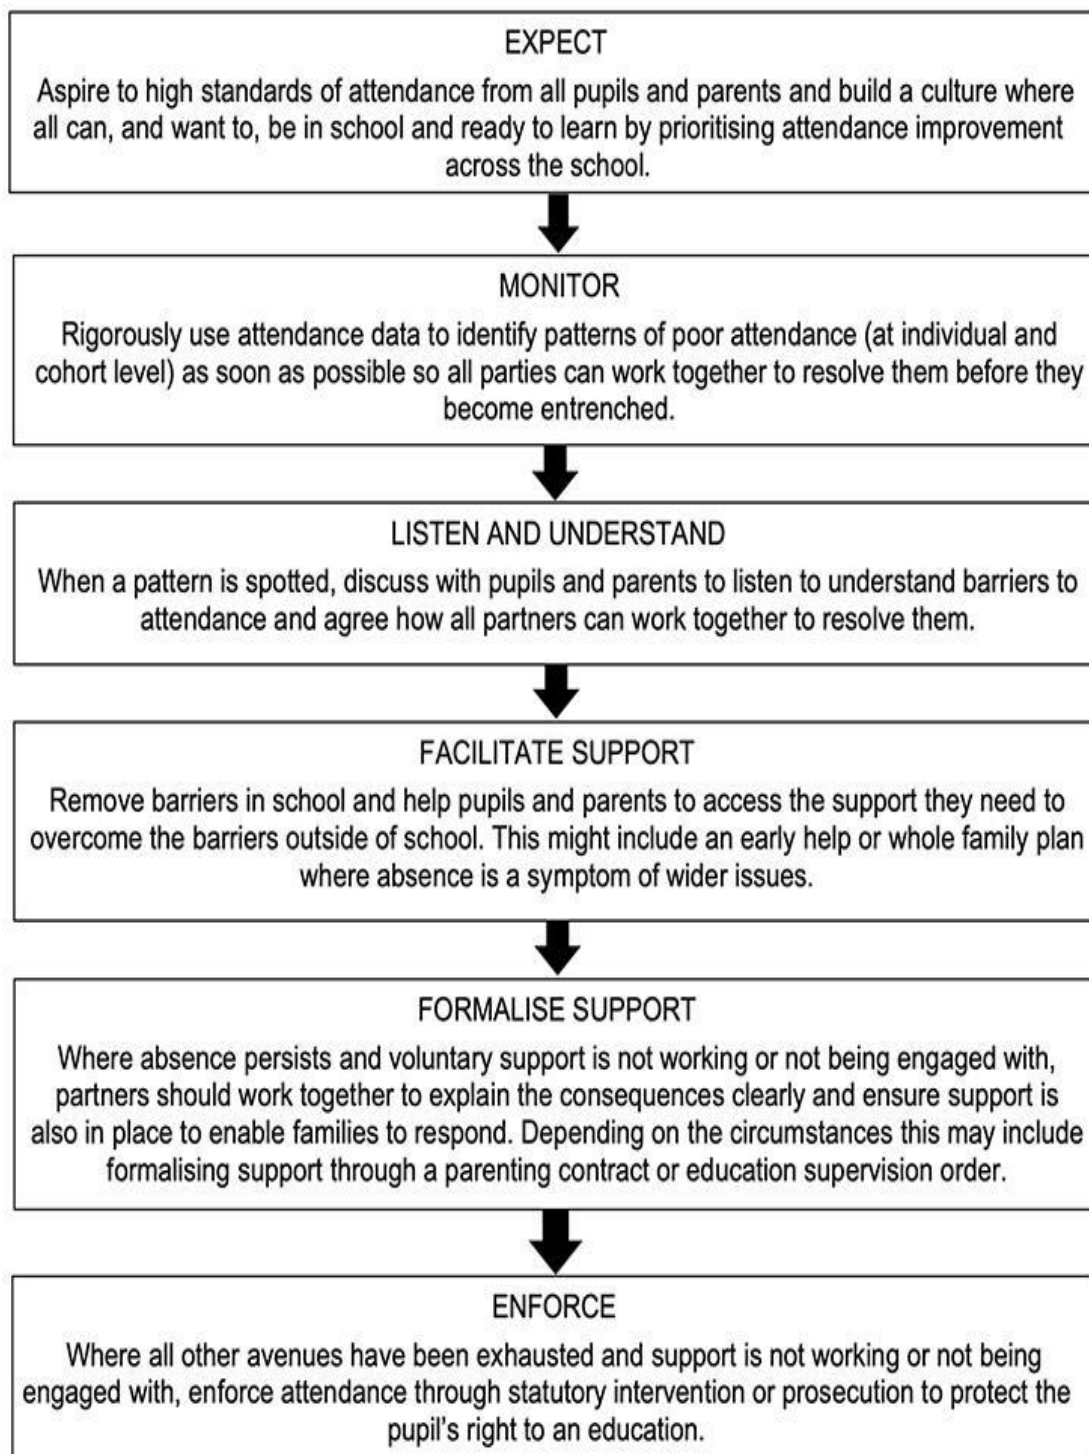 EXPECT
Aspire to high standards of attendance from all pupils and parents and build a culture where
all can, and want to, be in school and ready to learn by prioritising attendance improvement
across the school.
MONITOR
Rigorously use attendance data to identify patterns of poor attendance (at individual and
cohort level) as soon as possible so all parties can work together to resolve them before they
become entrenched.
LISTEN AND UNDERSTAND
When a pattern is spotted, discuss with pupils and parents to listen to understand barriers to
attendance and agree how all partners can work together to resolve them.
FACILITATE SUPPORT
Remove barriers in school and help pupils and parents to access the support they need to
overcome the barriers outside of school. This might include an early help or whole family plan
where absence is a symptom of wider issues.
FORMALISE SUPPORT
Where absence persists and voluntary support is not working or not being engaged with,
partners should work together to explain the consequences clearly and ensure support is
also in place to enable families to respond. Depending on the circumstances this may include
formalising support through a parenting contract or education supervision order.
ENFORCE
Where all other avenues have been exhausted and support is not working or not being
engaged with, enforce attendance through statutory intervention or prosecution to protect the
pupil's right to an education.